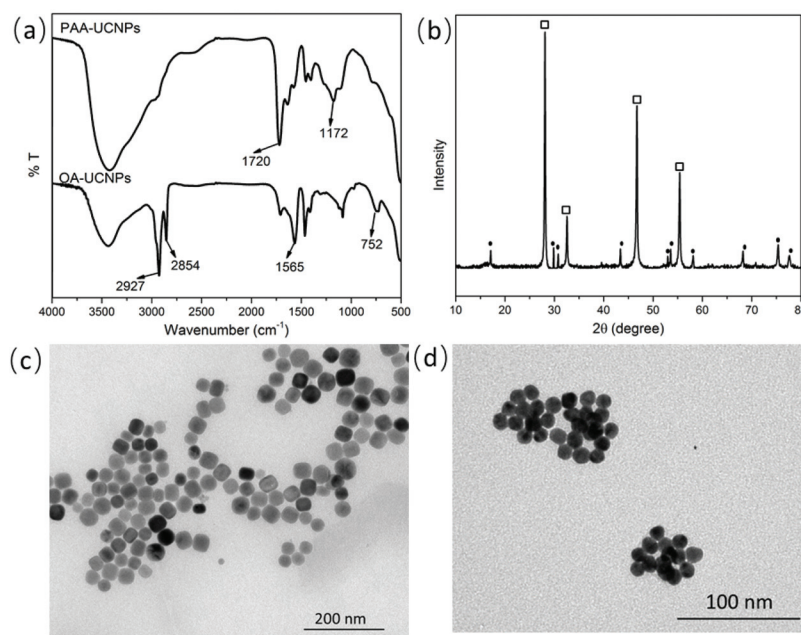 (a)
PAA-UCNPs
1720
1172
OA-UCNPs
% T
2927
2854
1565
752
4000 3500 3000 2500 2000 1500 1000 500
Wavenumber (cm⁻¹)
(b)
Intensity
10 20 30 40 50 60 70 80
2θ (degree)
(c)
200 nm
(d)
100 nm